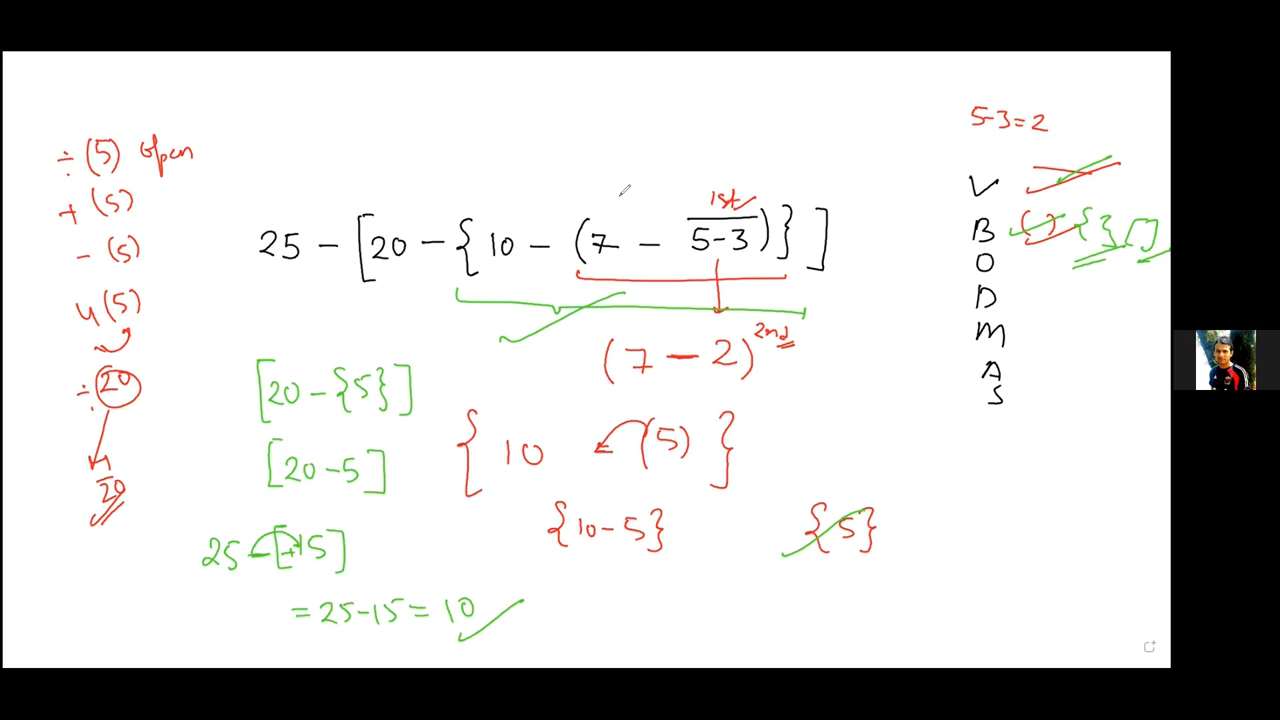 5-3=2
÷(5) open
+(5)
-(5)
4(5)
÷20
20
1st
25 - [20 - { 10 - (7 - 5-3)}]
(7 - 2) 2nd
[20 - {5}]
{ 10 (5) }
[20-5]
{10-5} {5}
25 - [+15]
= 25-15 = 10
V
B ( ) { } [ ]
O
D
M
A
S